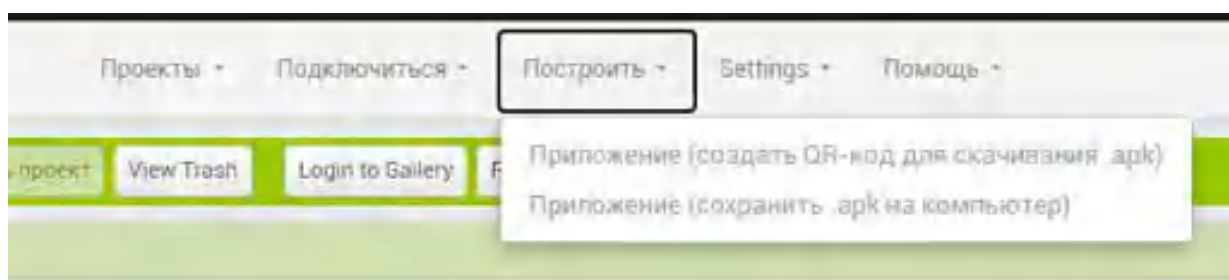 Проекты Подключиться Построить Settings Помощь
проект View Trash Login to Gallery
Приложение (создать QR-код для скачивания .apk)
Приложение (сохранить .apk на компьютер)